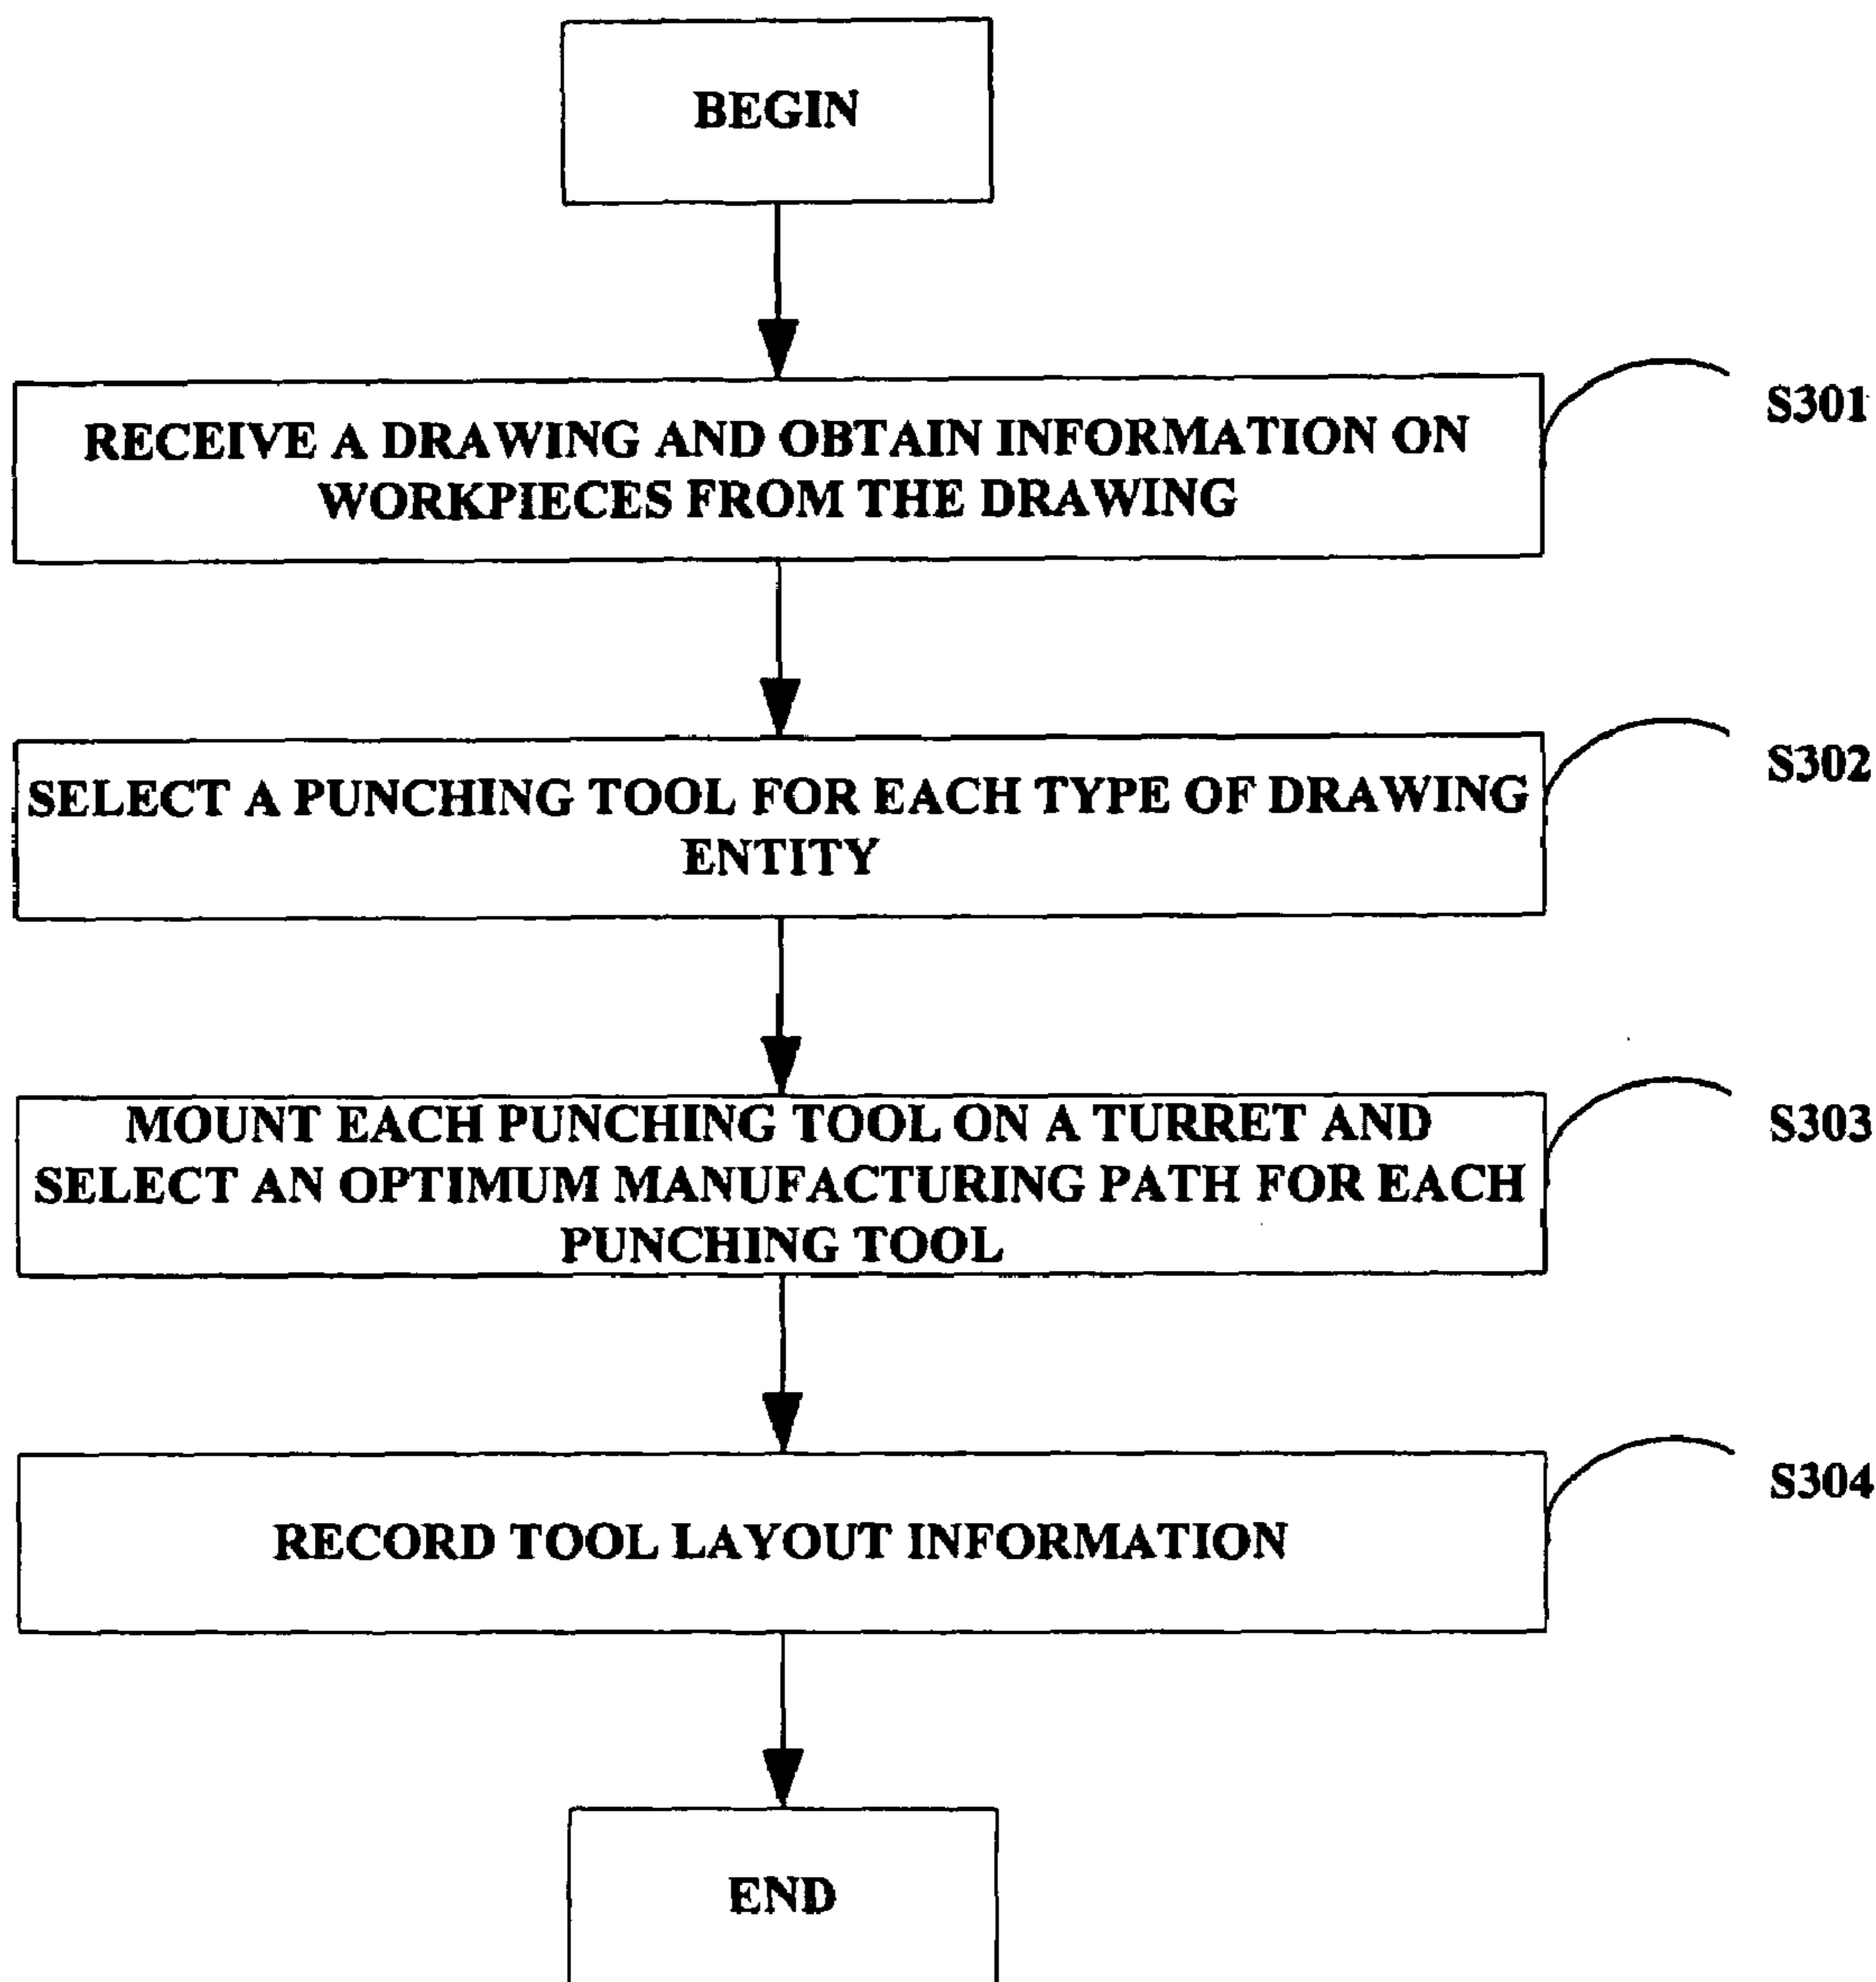 BEGIN
RECEIVE A DRAWING AND OBTAIN INFORMATION ON
WORKPIECES FROM THE DRAWING
S301
SELECT A PUNCHING TOOL FOR EACH TYPE OF DRAWING
ENTITY
S302
MOUNT EACH PUNCHING TOOL ON A TURRET AND
SELECT AN OPTIMUM MANUFACTURING PATH FOR EACH
PUNCHING TOOL
S303
RECORD TOOL LAYOUT INFORMATION
S304
END